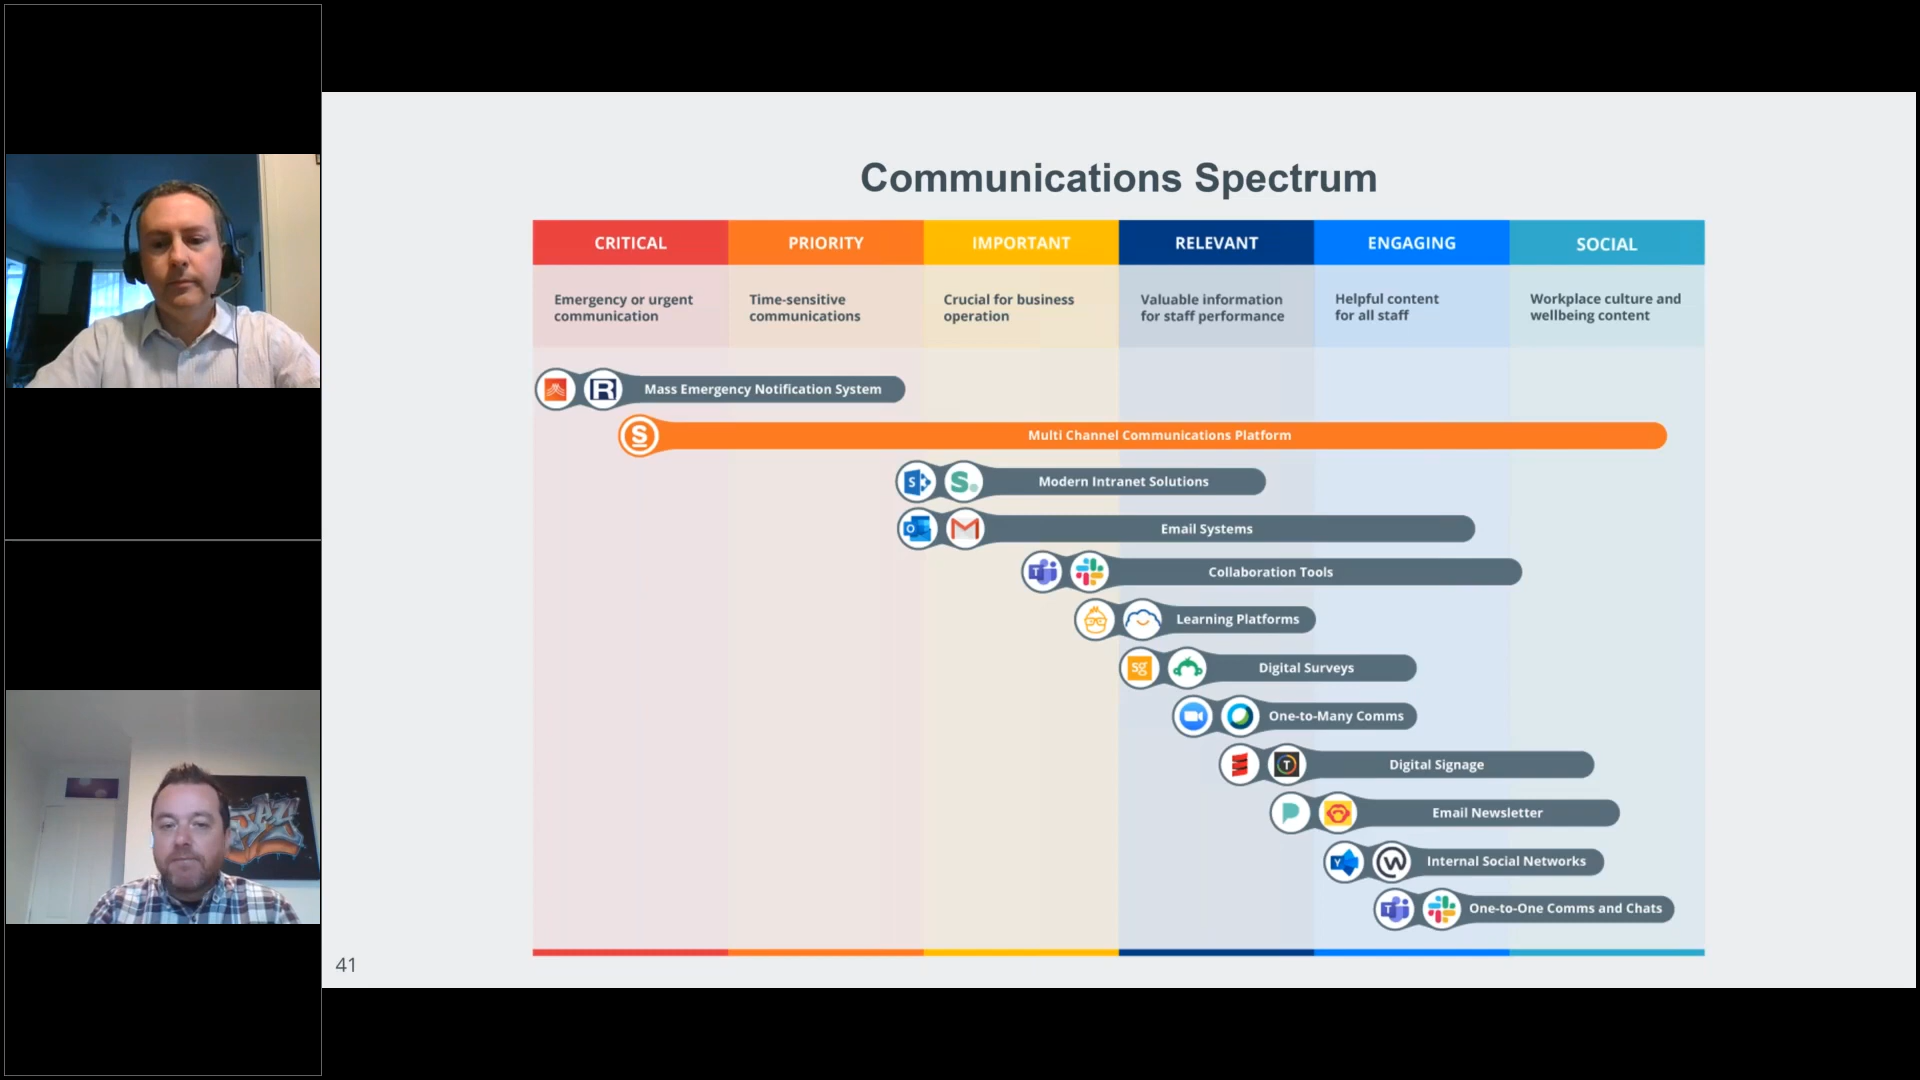 Communications Spectrum
CRITICAL
PRIORITY
IMPORTANT
RELEVANT
ENGAGING
SOCIAL
Emergency or urgent
communication
Time-sensitive
communications
Crucial for business
operation
Valuable information
for staff performance
Helpful content
for all staff
Workplace culture and
wellbeing content
R Mass Emergency Notification System
S Multi Channel Communications Platform
S S. Modern Intranet Solutions
O M Email Systems
T Collaboration Tools
Learning Platforms
sg Digital Surveys
One-to-Many Comms
T Digital Signage
P Email Newsletter
Y W Internal Social Networks
T One-to-One Comms and Chats
41